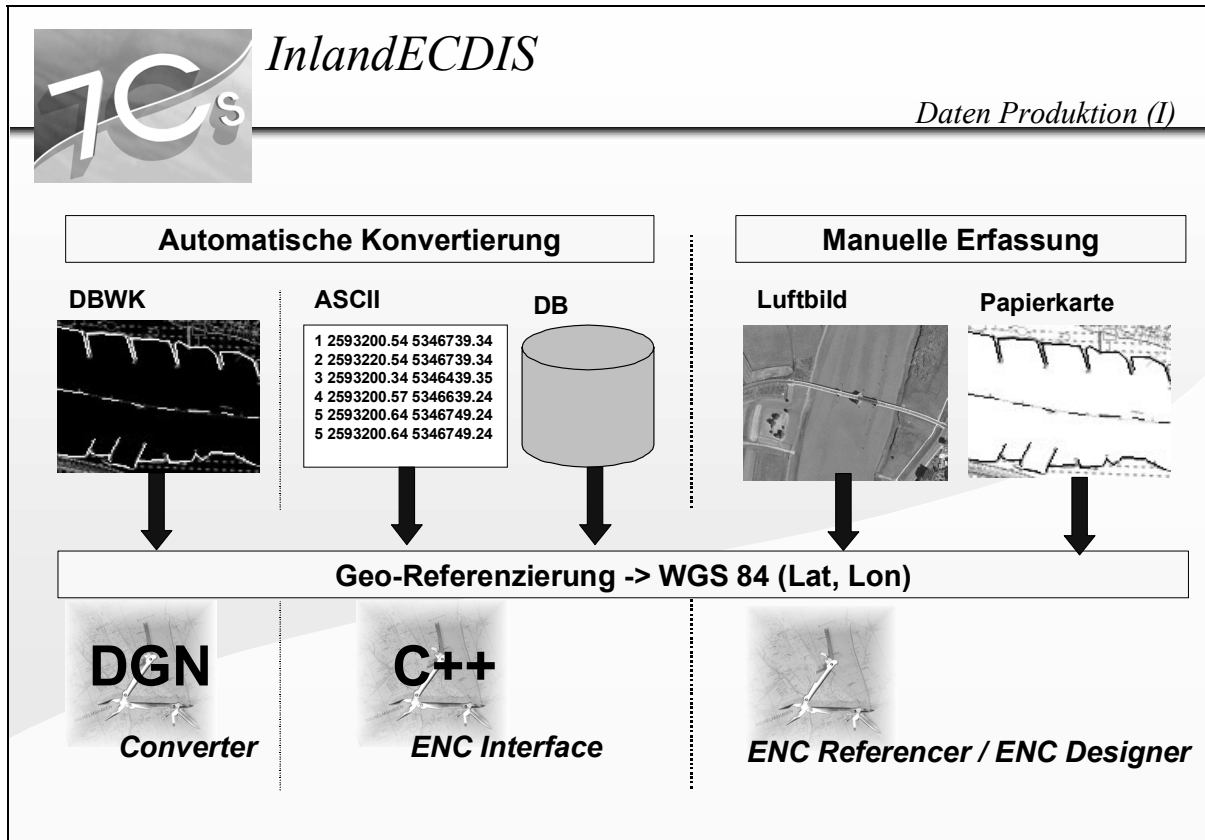 7Cs
InlandECDIS
Daten Produktion (I)
Automatische Konvertierung
Manuelle Erfassung
DBWK
ASCII
DB
Luftbild
Papierkarte
1 2593200.54 5346739.34
2 2593220.54 5346739.34
3 2593200.34 5346439.35
4 2593200.57 5346639.24
5 2593200.64 5346749.24
5 2593200.64 5346749.24
Geo-Referenzierung -> WGS 84 (Lat, Lon)
DGN
C++
Converter
ENC Interface
ENC Referencer / ENC Designer